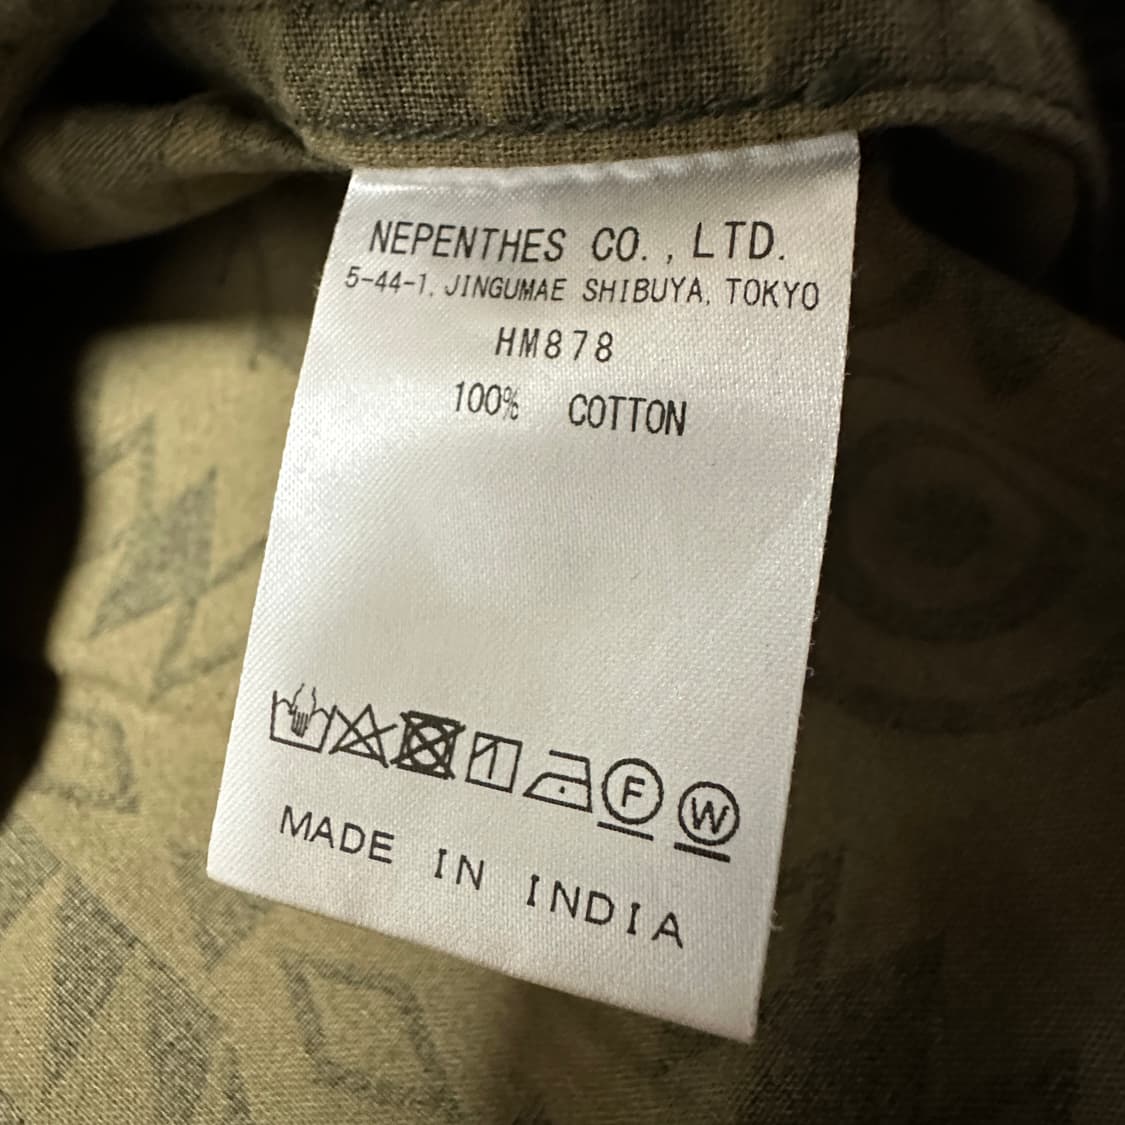 NEPENTHES CO., LTD.
5-44-1, JINGUMAE SHIBUYA, TOKYO
HM878
100% COTTON
F W
MADE IN INDIA